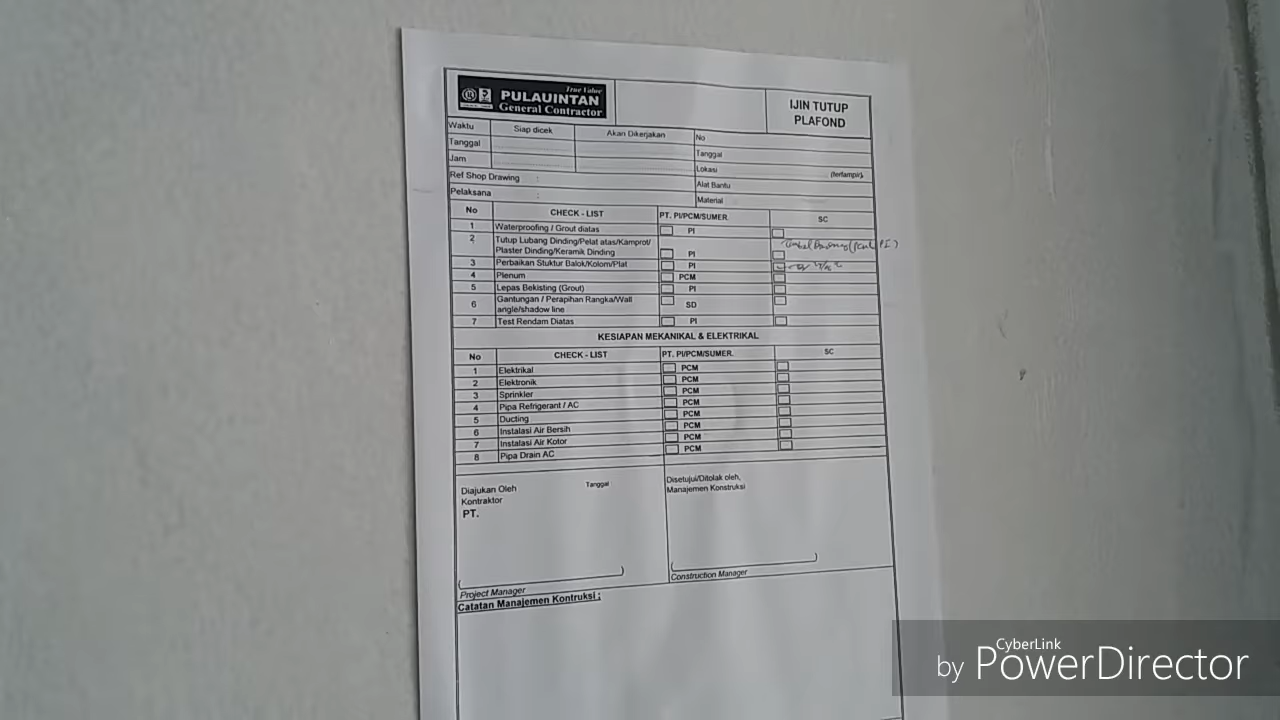 True Value
PULAUINTAN
General Contractor
IJIN TUTUP
PLAFOND
Waktu Siap dicek Akan Dikerjakan No
Tanggal Tanggal
Jam Lokasi (terlampir)
Ref Shop Drawing : Alat Bantu
Pelaksana : Material
No CHECK - LIST PT. PI/PCM/SUMER. SC
1 Waterproofing / Grout diatas PI
2 Tutup Lubang Dinding/Pelat atas/Kamprot/
Plaster Dinding/Keramik Dinding PI
3 Perbaikan Stuktur Balok/Kolom/Plat PI
4 Plenum PCM
5 Lepas Bekisting (Grout) PI
6 Gantungan / Perapihan Rangka/Wall
angle/shadow line SD
7 Test Rendam Diatas PI
KESIAPAN MEKANIKAL & ELEKTRIKAL
No CHECK - LIST PT. PI/PCM/SUMER. SC
1 Elektrikal PCM
2 Elektronik PCM
3 Sprinkler PCM
4 Pipa Refrigerant / AC PCM
5 Ducting PCM
6 Instalasi Air Bersih PCM
7 Instalasi Air Kotor PCM
8 Pipa Drain AC PCM
Diajukan Oleh Tanggal
Kontraktor
PT.
Disetujui/Ditolak oleh,
Manajemen Konstruksi
Project Manager
Construction Manager
Catatan Manajemen Kontruksi :
CyberLink
by PowerDirector